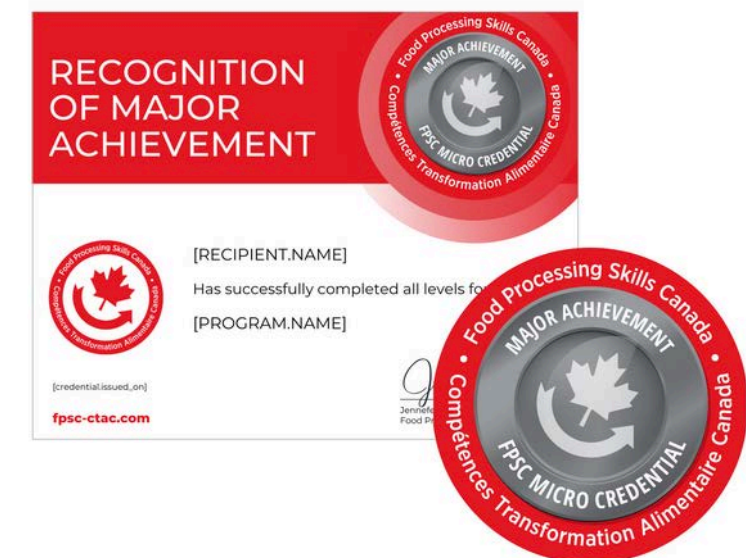 RECOGNITION
OF MAJOR
ACHIEVEMENT
• Food Processing Skills Canada •
Compétences Transformation Alimentaire Canada
MAJOR ACHIEVEMENT
FPSC MICRO CREDENTIAL
• Food Processing Skills Canada •
Compétences Transformation Alimentaire Canada
[RECIPIENT.NAME]
Has successfully completed all levels
[PROGRAM.NAME]
[credential.issued_on]
fpsc-ctac.com
Food
• Food Processing Skills Canada •
Compétences Transformation Alimentaire Canada
MAJOR ACHIEVEMENT
FPSC MICRO CREDENTIAL